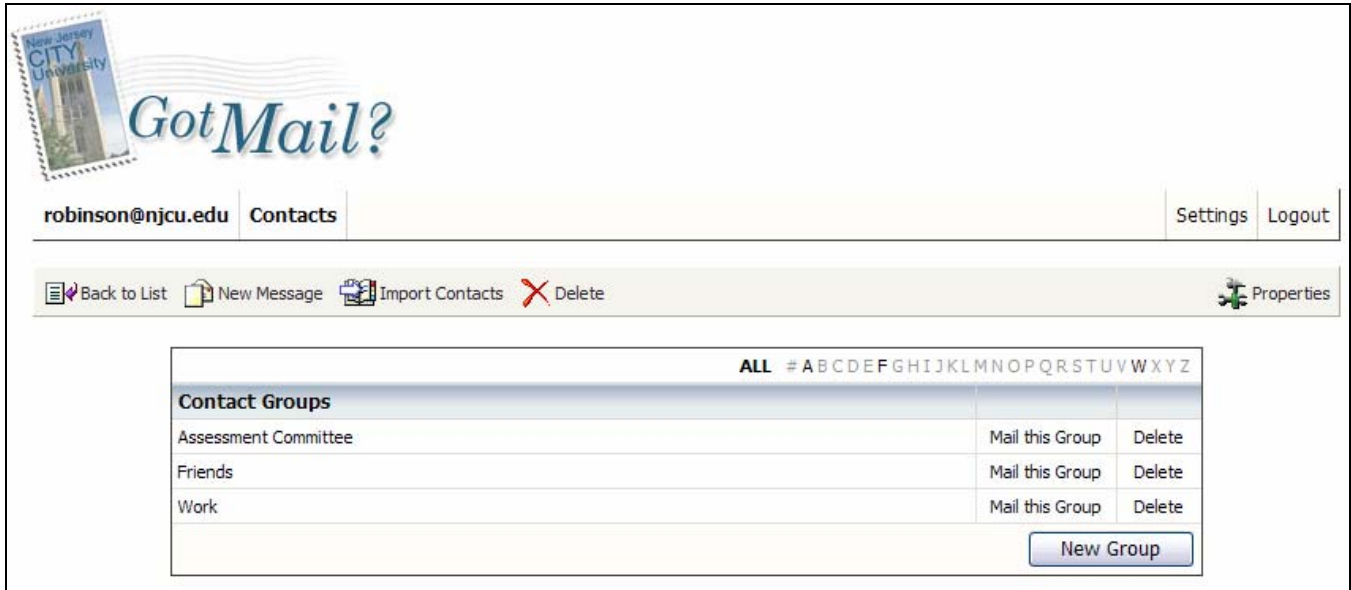 New Jersey
CITY
University
GotMail?
robinson@njcu.edu Contacts Settings Logout
Back to List New Message Import Contacts Delete Properties
ALL # A B C D E F G H I J K L M N O P Q R S T U V W X Y Z
Contact Groups
Assessment Committee Mail this Group Delete
Friends Mail this Group Delete
Work Mail this Group Delete
New Group